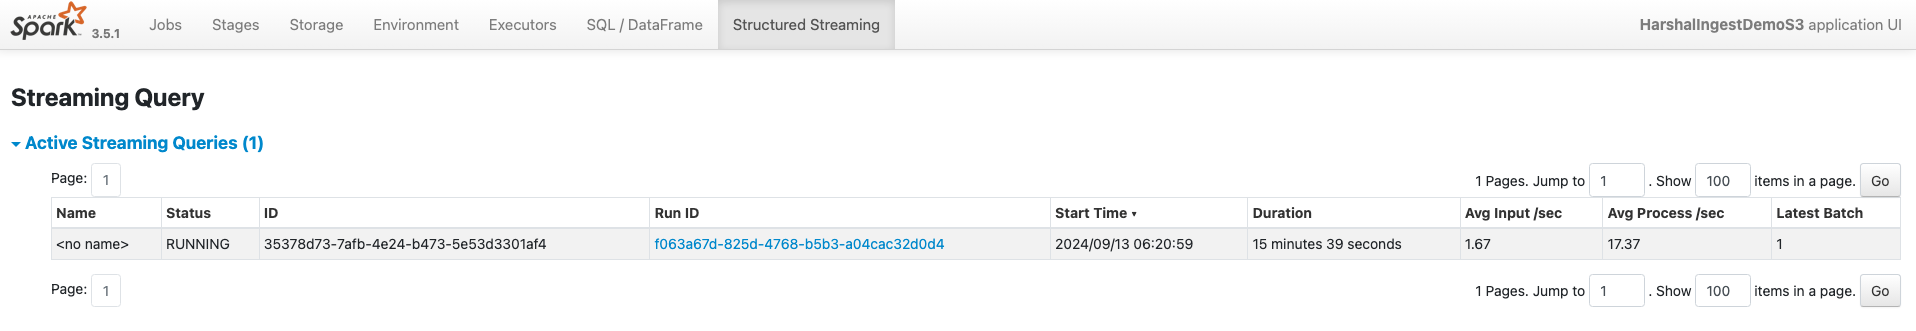 APACHE Spark 3.5.1 Jobs Stages Storage Environment Executors SQL / DataFrame Structured Streaming HarshalIngestDemoS3 application UI
Streaming Query
Active Streaming Queries (1)
Page: 1 1 Pages. Jump to 1 . Show 100 items in a page. Go
Name Status ID Run ID Start Time Duration Avg Input /sec Avg Process /sec Latest Batch
<no name> RUNNING 35378d73-7afb-4e24-b473-5e53d3301af4 f063a67d-825d-4768-b5b3-a04cac32d0d4 2024/09/13 06:20:59 15 minutes 39 seconds 1.67 17.37 1
Page: 1 1 Pages. Jump to 1 . Show 100 items in a page. Go